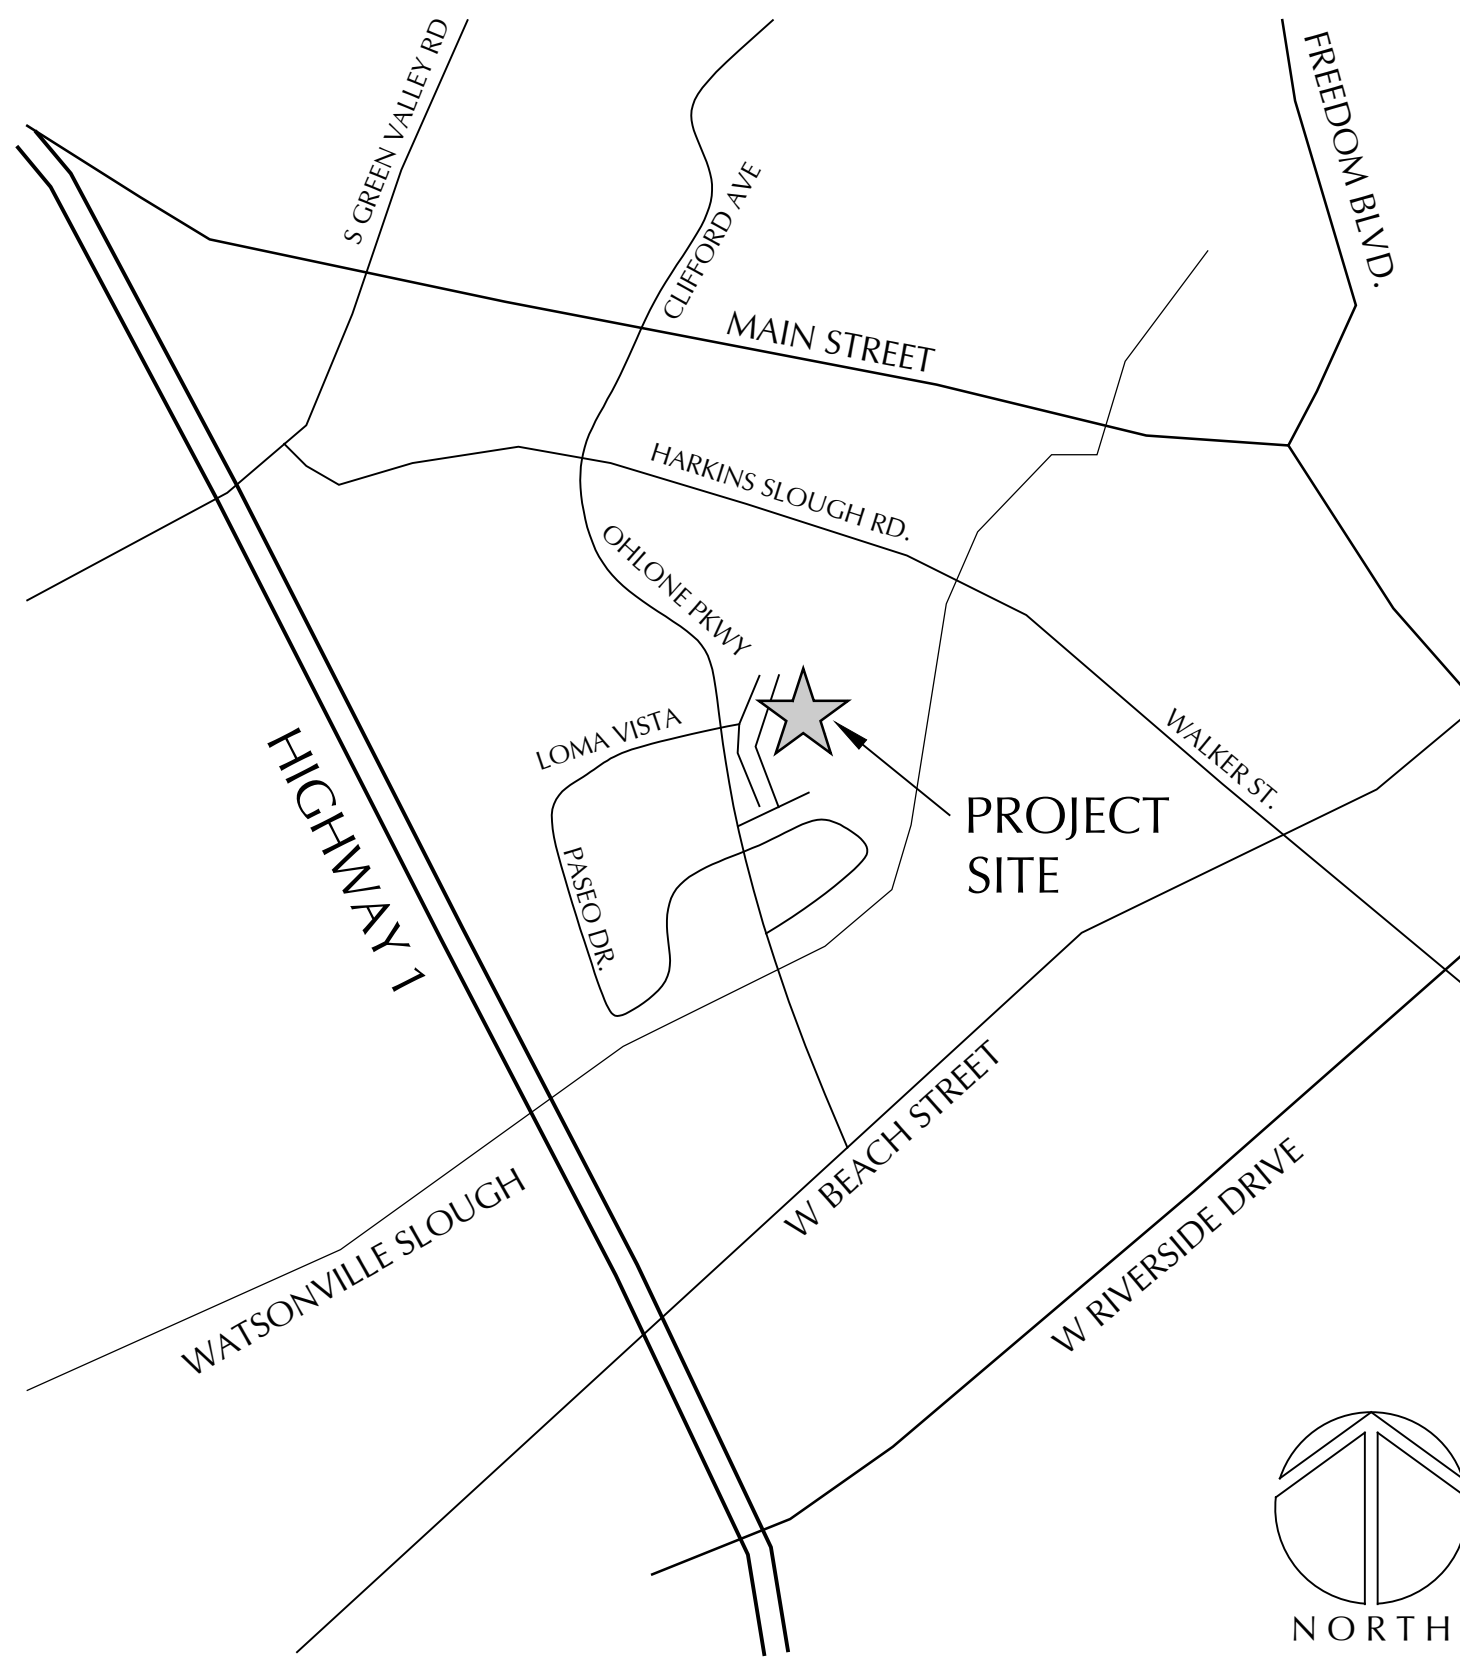 S GREEN VALLEY RD
FREEDOM BLVD.
CLIFFORD AVE
MAIN STREET
HARKINS SLOUGH RD.
OHLONE PKWY
LOMA VISTA
WALKER ST.
HIGHWAY 1
PROJECT
SITE
PASEO DR.
W BEACH STREET
WATSONVILLE SLOUGH
W RIVERSIDE DRIVE
NORTH